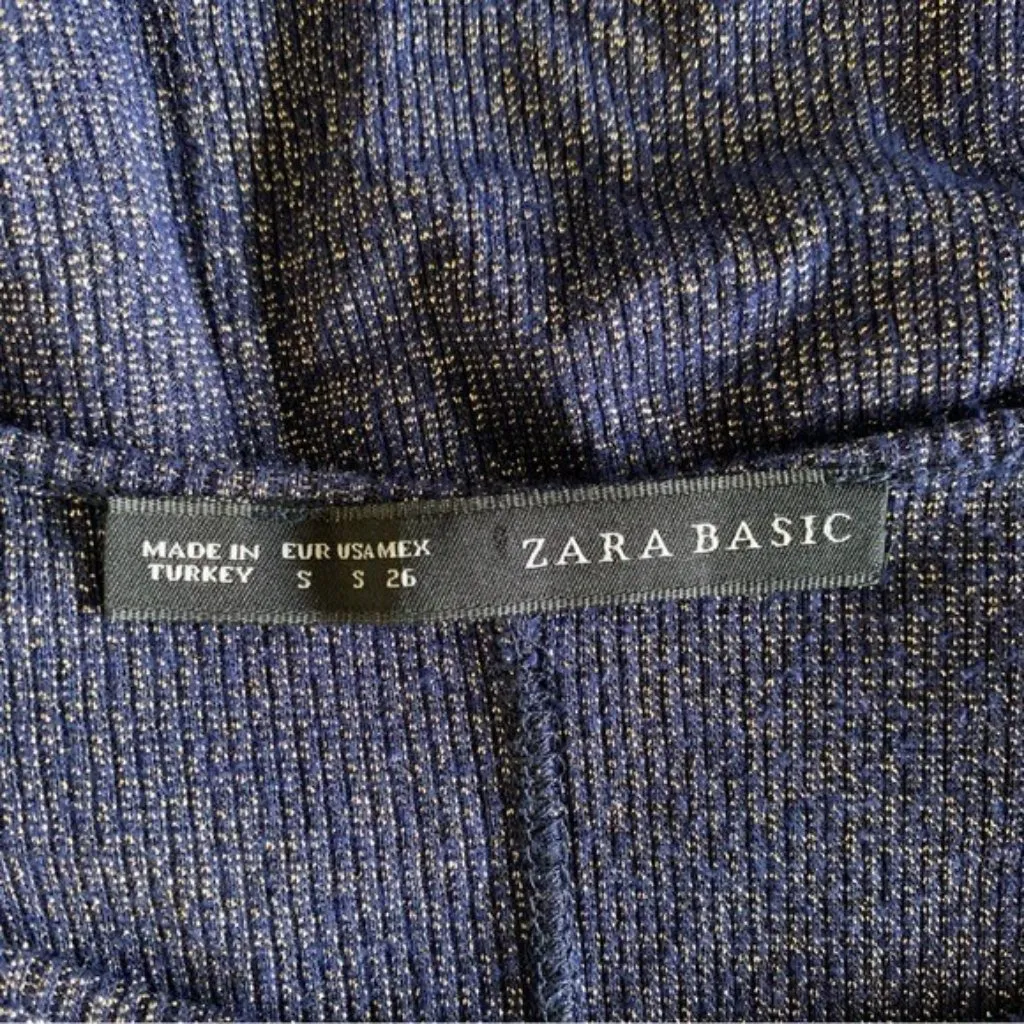 MADE IN TURKEY
EUR USA MEX
S S 26
ZARA BASIC